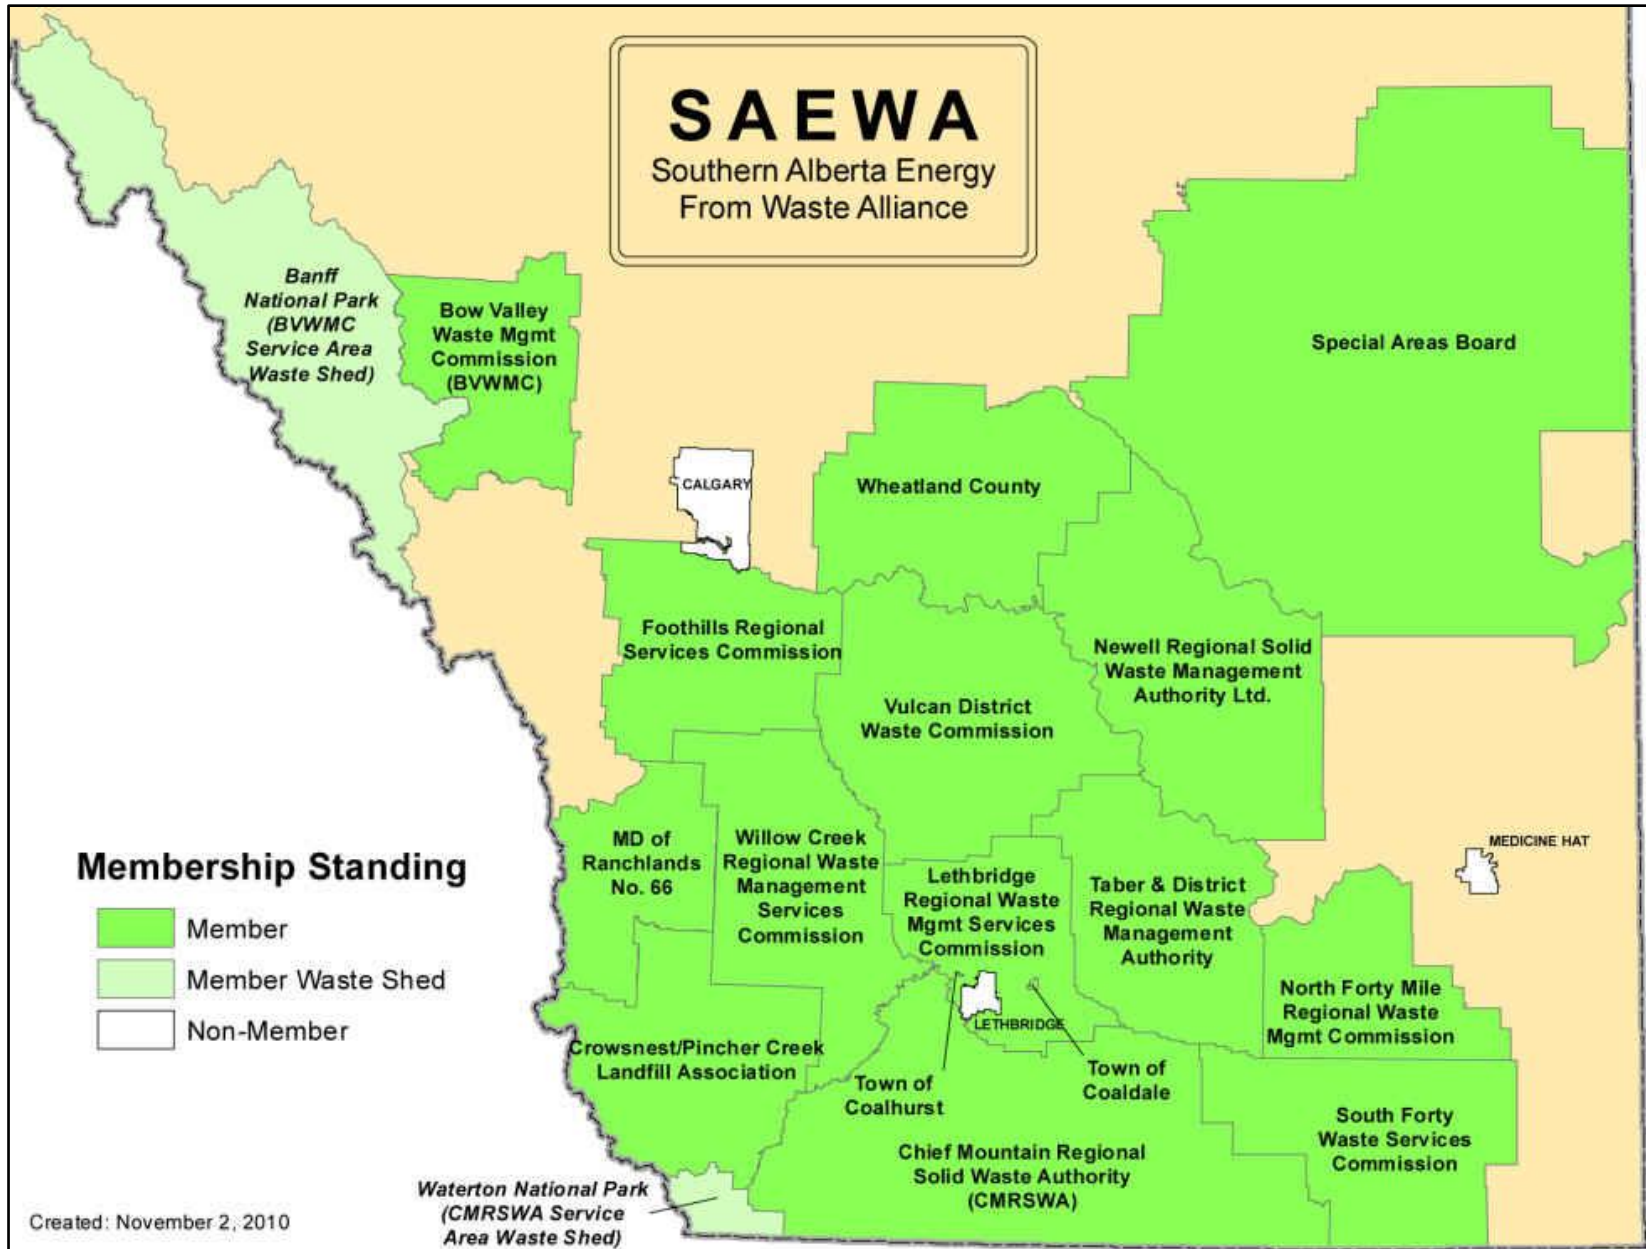 SAEWA
Southern Alberta Energy
From Waste Alliance
Banff
National Park
(BVWMC
Service Area
Waste Shed)
Bow Valley
Waste Mgmt
Commission
(BVWMC)
Special Areas Board
CALGARY
Wheatland County
Foothills Regional
Services Commission
Newell Regional Solid
Waste Management
Authority Ltd.
Vulcan District
Waste Commission
MD of
Ranchlands
No. 66
Willow Creek
Regional Waste
Management
Services
Commission
Lethbridge
Regional Waste
Mgmt Services
Commission
Taber & District
Regional Waste
Management
Authority
MEDICINE HAT
North Forty Mile
Regional Waste
Mgmt Commission
LETHBRIDGE
Crowsnest/Pincher Creek
Landfill Association
Town of
Coalhurst
Town of
Coaldale
South Forty
Waste Services
Commission
Chief Mountain Regional
Solid Waste Authority
(CMRSWA)
Waterton National Park
(CMRSWA Service
Area Waste Shed)
Membership Standing
Member
Member Waste Shed
Non-Member
Created: November 2, 2010